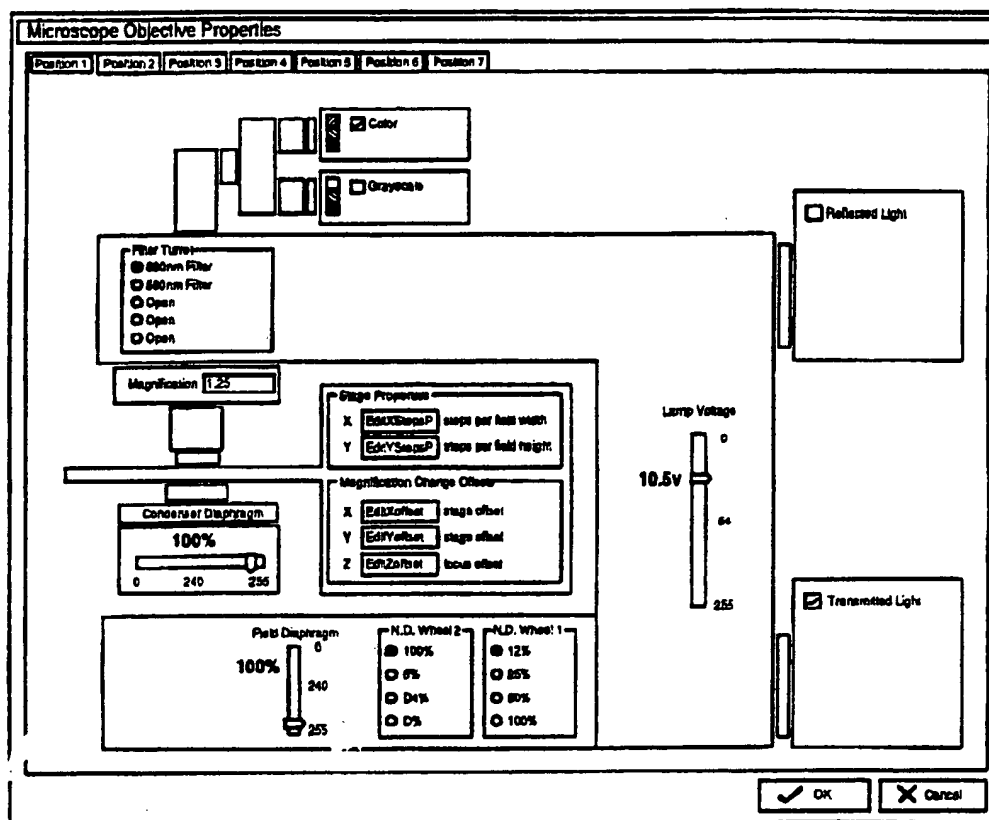 Microscope Objective Properties
Position 1 Position 2 Position 3 Position 4 Position 5 Position 6 Position 7
Color
Grayscale
Reflected Light
Filter Turret
nm Filter
nm Filter
Open
Open
Open
Magnification 1.25
Stage Properties
X EditXStepsP steps per field width
Y EditYStepsP steps per field height
Lamp Voltage
0
10.5v
64
255
Magnification Change Offsets
X EditXoffset stage offset
Y EditYoffset stage offset
Z EditZoffset focus offset
Condenser Diaphragm
100%
0 240 255
Transmitted Light
Field Diaphragm
0
100%
240
255
N.D. Wheel 2
100%
6%
D%
N.D. Wheel 1
12%
25%
100%
OK Cancel